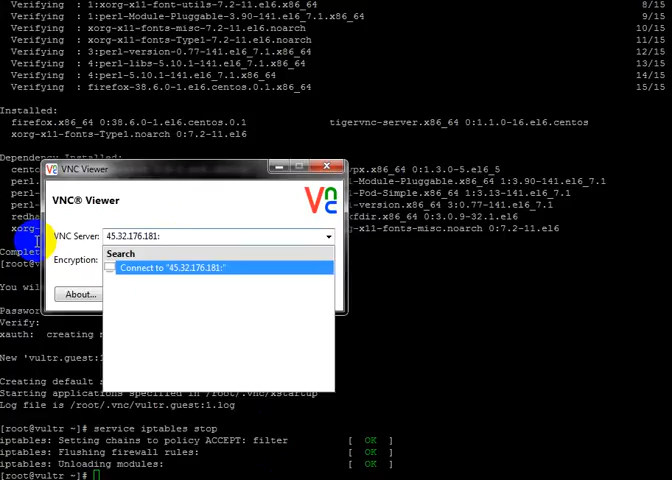 Verifying  : 1:xorg-x11-font-utils-7.2-11.el6.x86_64 8/15
Verifying  : 1:perl-Module-Pluggable-3.90-141.el6_7.1.x86_64 9/15
Verifying  : xorg-x11-fonts-misc-7.2-11.el6.noarch 10/15
Verifying  : xorg-x11-fonts-Type1-7.2-11.el6.noarch 11/15
Verifying  : 3:perl-version-0.77-141.el6_7.1.x86_64 12/15
Verifying  : 4:perl-libs-5.10.1-141.el6_7.1.x86_64 13/15
Verifying  : 4:perl-5.10.1-141.el6_7.1.x86_64 14/15
Verifying  : firefox-38.6.0-1.el6.centos.0.1.x86_64 15/15
Installed:
firefox.x86_64 0:38.6.0-1.el6.centos.0.1 tigervnc-server.x86_64 0:1.1.0-16.el6.centos
xorg-x11-fonts-Type1.noarch 0:7.2-11.el6
Dependency Installed:
VNC Viewer
VNC® Viewer
VNC Server: 45.32.176.181:
Search
Connect to "45.32.176.181:"
Encryption:
About...
vpx.x86_64 0:1.3.0-5.el6_5
-Module-Pluggable.x86_64 1:3.90-141.el6_7.1
-Pod-Simple.x86_64 1:3.13-141.el6_7.1
-version.x86_64 3:0.77-141.el6_7.1
kfdir.x86_64 0:3.0.9-32.1.el6
g-x11-fonts-misc.noarch 0:7.2-11.el6
cento
perl
perl
perl
redha
xorg
Comple
[root@
You wil
Password
Verify:
xauth:  creating
New 'vultr.guest:1
Creating default s
Starting applications specified in /root/.vnc/xstartup
Log file is /root/.vnc/vultr.guest:1.log
[root@vultr ~]# service iptables stop
iptables: Setting chains to policy ACCEPT: filter [  OK  ]
iptables: Flushing firewall rules: [  OK  ]
iptables: Unloading modules: [  OK  ]
[root@vultr ~]#